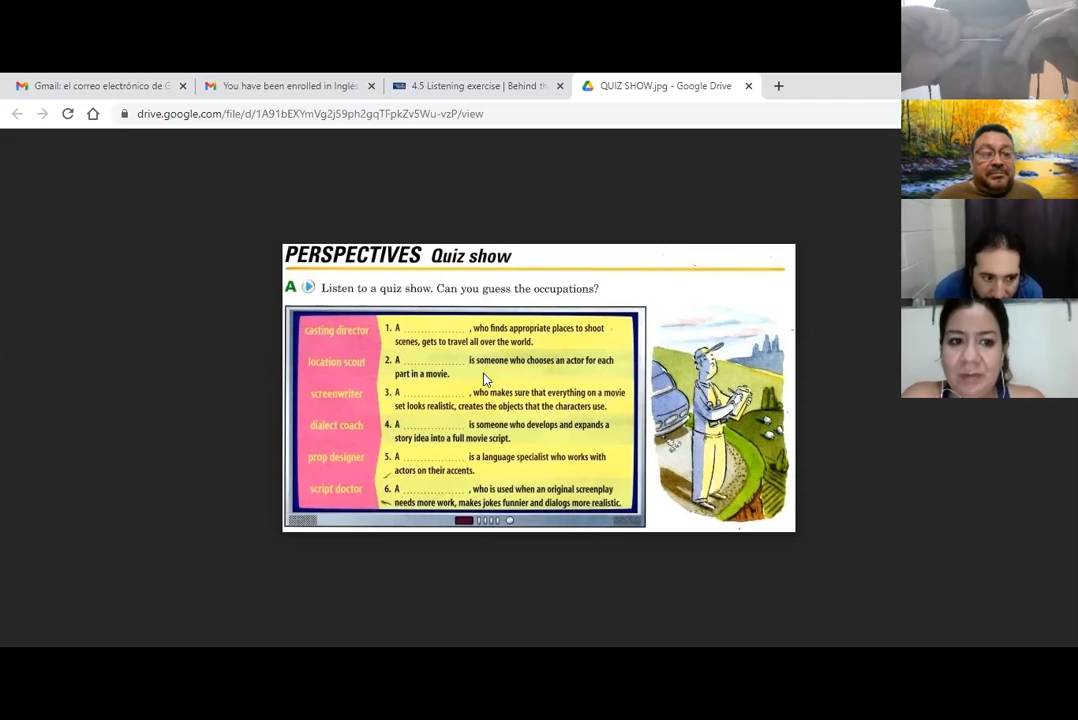 Gmail: el correo electrónico de G
You have been enrolled in Inglés
4.5 Listening exercise | Behind th
QUIZ SHOW.jpg - Google Drive
drive.google.com/file/d/1A91bEXYmVg2j59ph2gqTFpkZv5Wu-vzP/view
PERSPECTIVES Quiz show
A Listen to a quiz show. Can you guess the occupations?
casting director
location scout
screenwriter
dialect coach
prop designer
script doctor
1. A ................ , who finds appropriate places to shoot
scenes, gets to travel all over the world.
2. A ................ is someone who chooses an actor for each
part in a movie.
3. A ................ , who makes sure that everything on a movie
set looks realistic, creates the objects that the characters use.
4. A ................ is someone who develops and expands a
story idea into a full movie script.
5. A ................ is a language specialist who works with
actors on their accents.
6. A ................ , who is used when an original screenplay
needs more work, makes jokes funnier and dialogs more realistic.